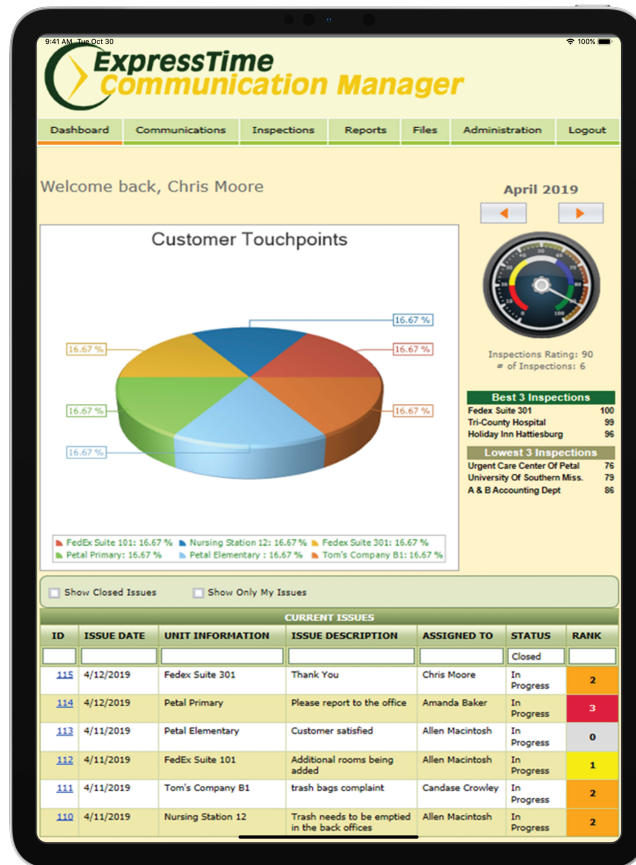 9:41 AM Tue Oct 30
100%
ExpressTime
Communication Manager
Dashboard Communications Inspections Reports Files Administration Logout
Welcome back, Chris Moore
April 2019
Customer Touchpoints
16.67 %
16.67 %
16.67 %
16.67 %
16.67 %
16.67 %
Inspections Rating: 90
# of Inspections: 6
Best 3 Inspections
Fedex Suite 301 100
Tri-County Hospital 99
Holiday Inn Hattiesburg 96
Lowest 3 Inspections
Urgent Care Center Of Petal 76
University Of Southern Miss. 79
A & B Accounting Dept 86
FedEx Suite 101: 16.67 % Nursing Station 12: 16.67 % Fedex Suite 301: 16.67 %
Petal Primary: 16.67 % Petal Elementary : 16.67 % Tom's Company B1: 16.67 %
Show Closed Issues Show Only My Issues
CURRENT ISSUES
ID ISSUE DATE UNIT INFORMATION ISSUE DESCRIPTION ASSIGNED TO STATUS RANK
Closed
115 4/12/2019 Fedex Suite 301 Thank You Chris Moore In Progress 2
114 4/12/2019 Petal Primary Please report to the office Amanda Baker In Progress 3
113 4/11/2019 Petal Elementary Customer satisfied Allen Macintosh In Progress 0
112 4/11/2019 FedEx Suite 101 Additional rooms being added Allen Macintosh In Progress 1
111 4/11/2019 Tom's Company B1 trash bags complaint Candase Crowley In Progress 2
110 4/11/2019 Nursing Station 12 Trash needs to be emptied in the back offices Allen Macintosh In Progress 2